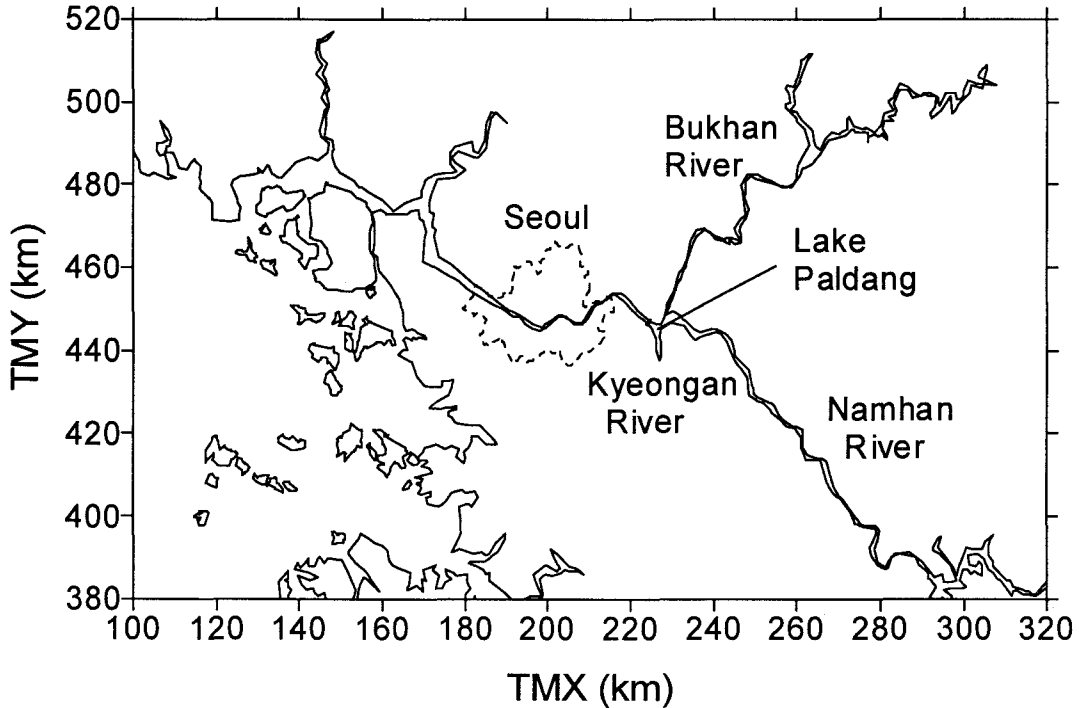 520
500
480
460
440
420
400
380
TMY (km)
Bukhan
River
Seoul
Lake
Paldang
Kyeongan
River
Namhan
River
100 120 140 160 180 200 220 240 260 280 300 320
TMX (km)